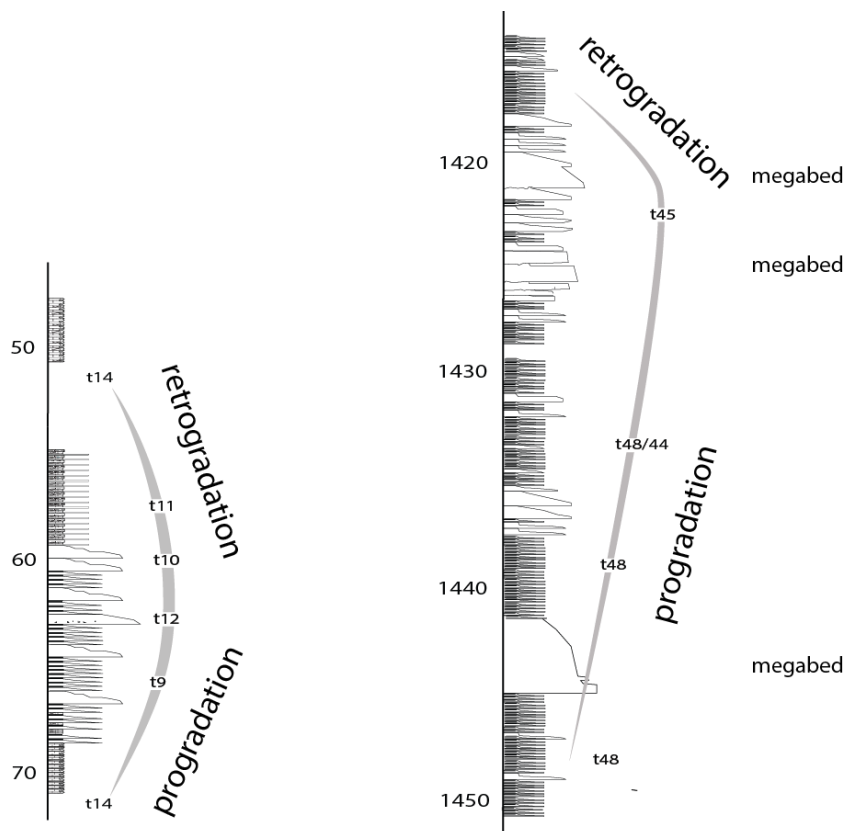 50
t14
retrogradation
t11
60
t10
t12
t9
progradation
70
t14
retrogradation
1420
megabed
t45
megabed
1430
t48/44
progradation
t48
1440
megabed
t48
1450